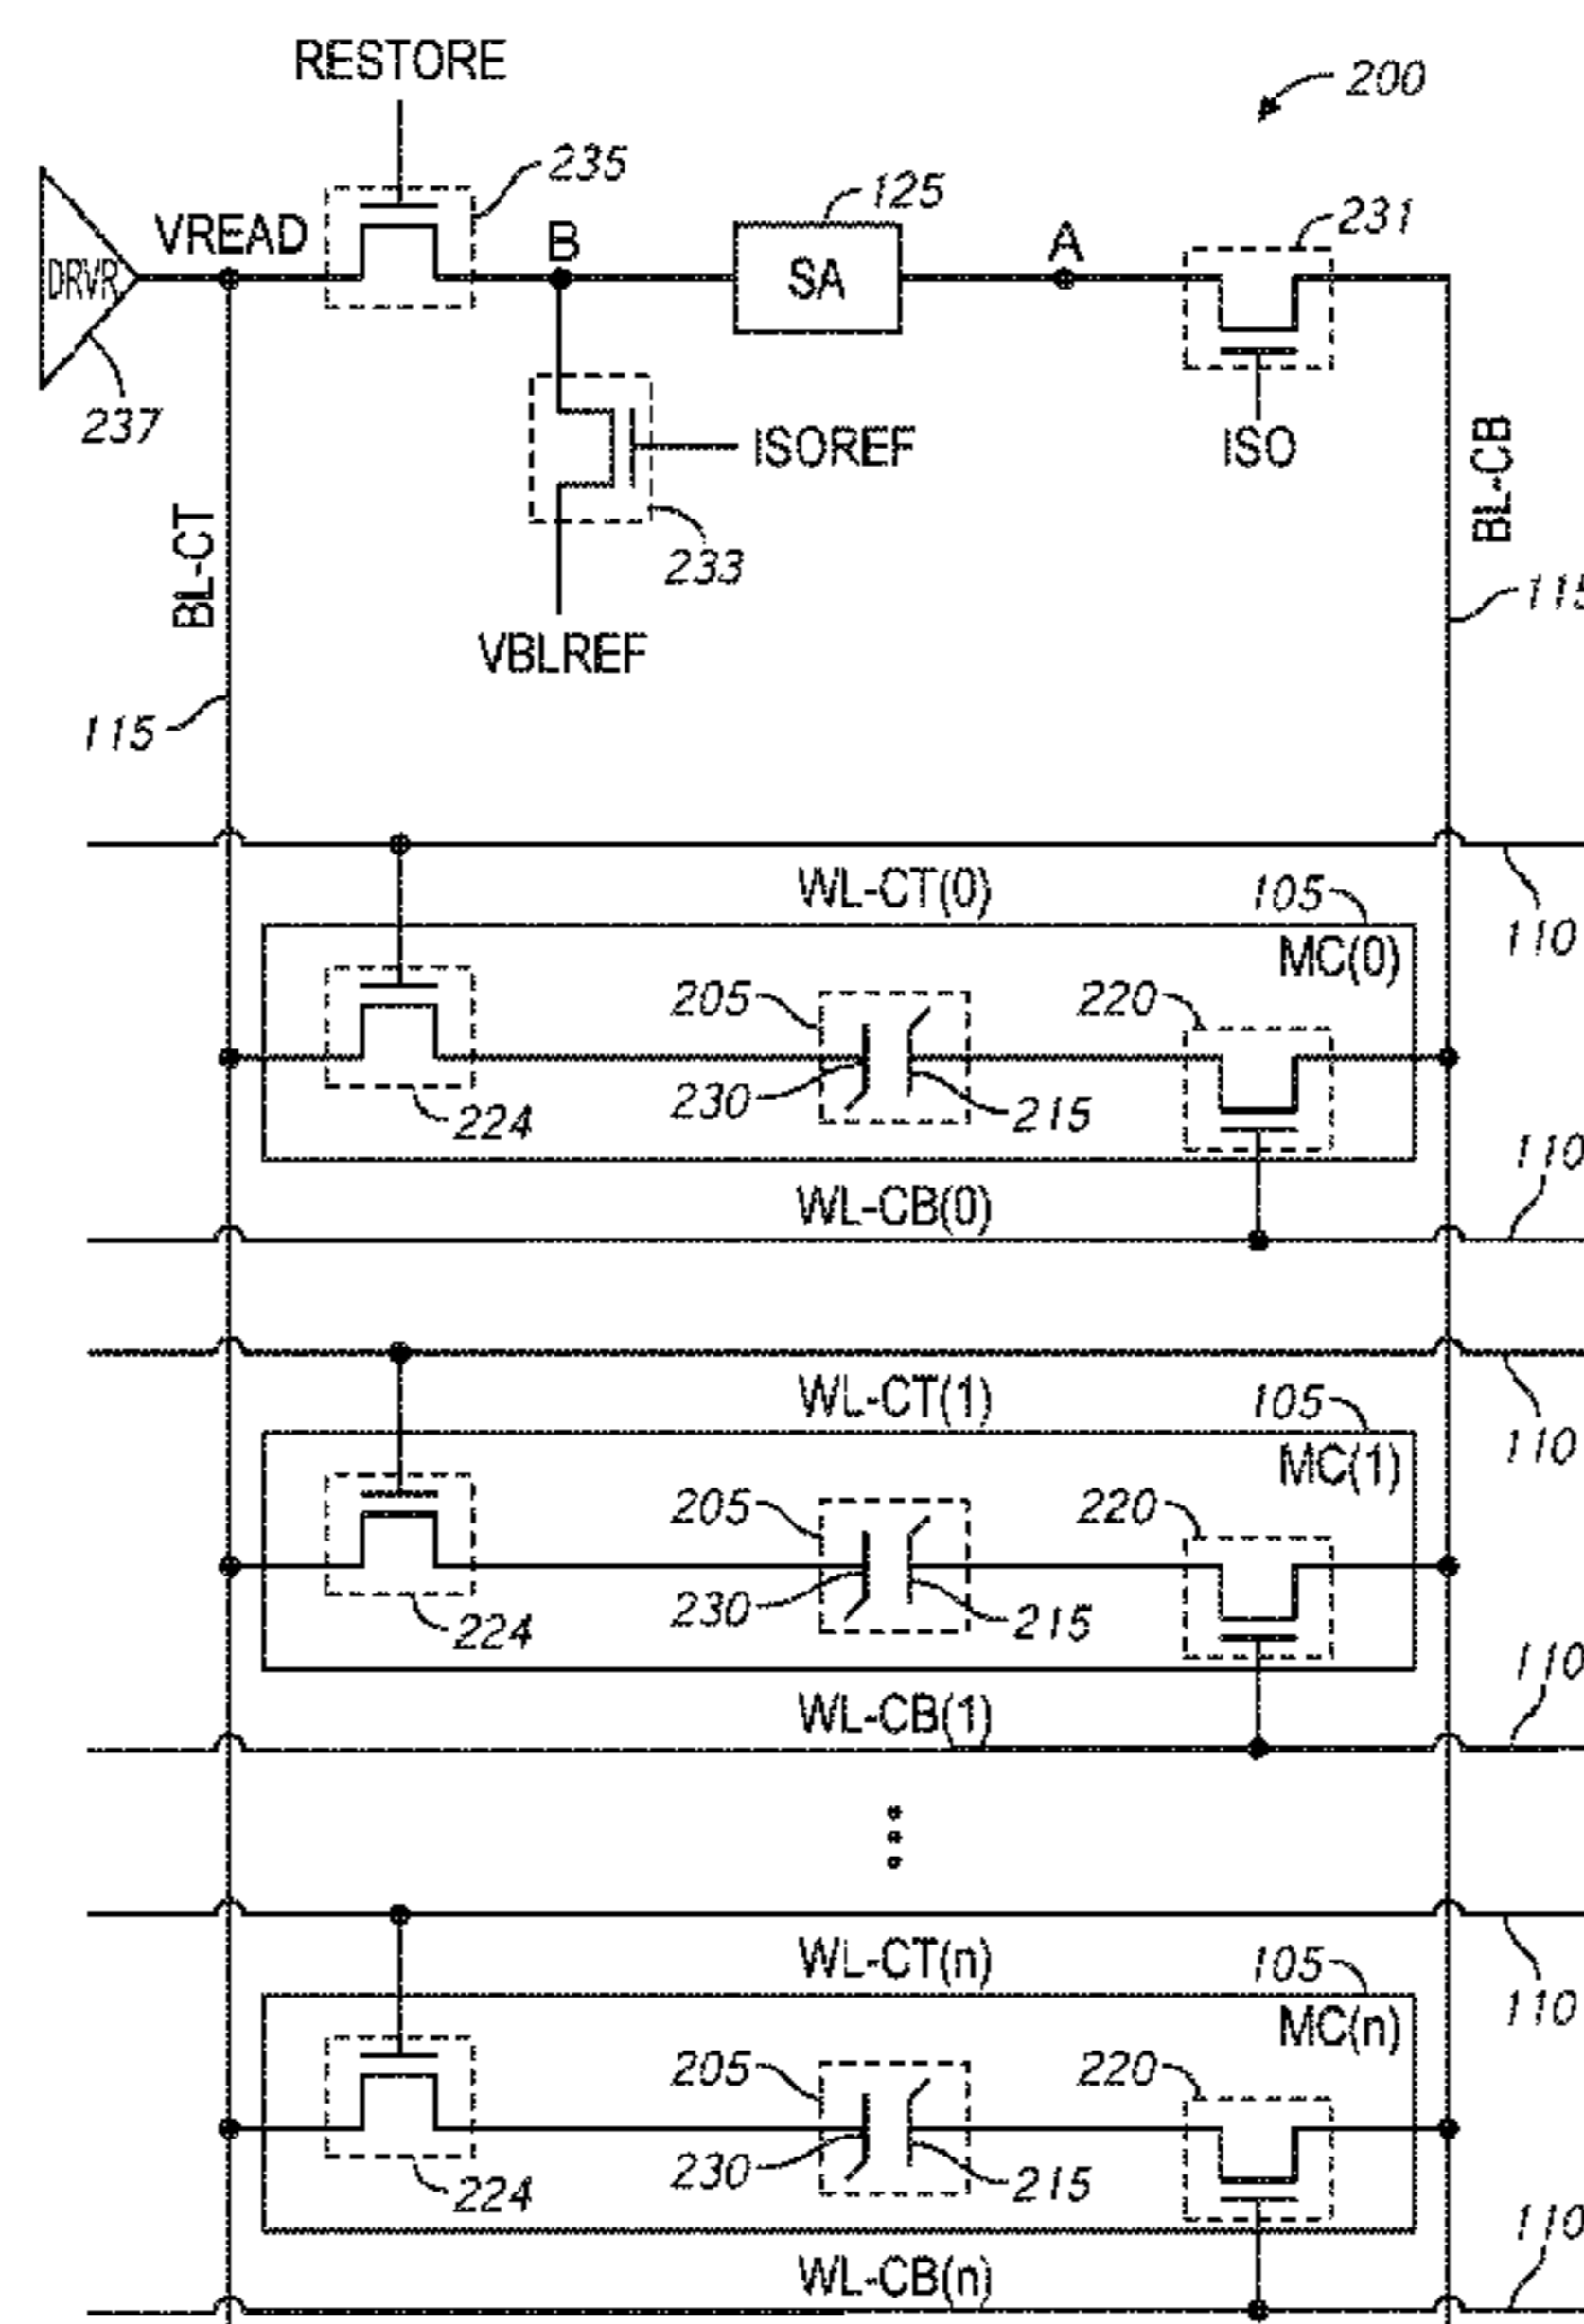 RESTORE
200
235
125
231
VREAD
B
A
DRVR
SA
237
ISOREF
ISO
BL-CB
BL-CT
233
115
VBLREF
115
WL-CT(0)
105
110
MC(0)
205
220
230
215
224
110
WL-CB(0)
WL-CT(1)
105
110
MC(1)
205
220
230
215
224
110
WL-CB(1)
WL-CT(n)
105
110
MC(n)
205
220
230
215
224
110
WL-CB(n)